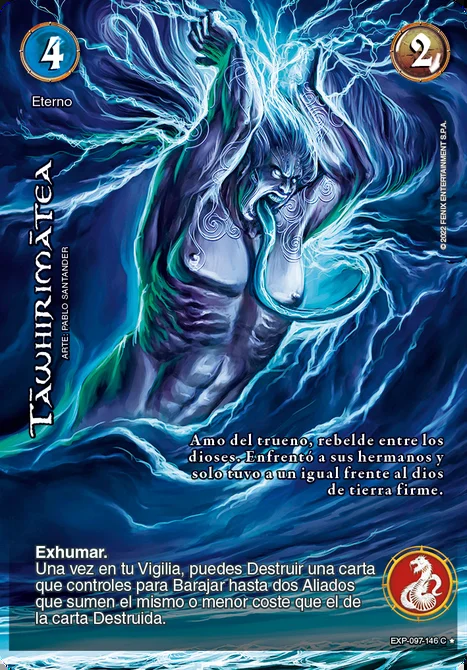 4
2
Eterno
TĀWHIRIMĀTEA
ARTE: PABLO SANTANDER
© 2022 FENIX ENTERTAINMENT S.P.A.
Amo del trueno, rebelde entre los
dioses. Enfrentó a sus hermanos y
solo tuvo a un igual frente al dios
de tierra firme.
Exhumar.
Una vez en tu Vigilia, puedes Destruir una carta
que controles para Barajar hasta dos Aliados
que sumen el mismo o menor coste que el de
la carta Destruida.
EXP-097-146 C ★